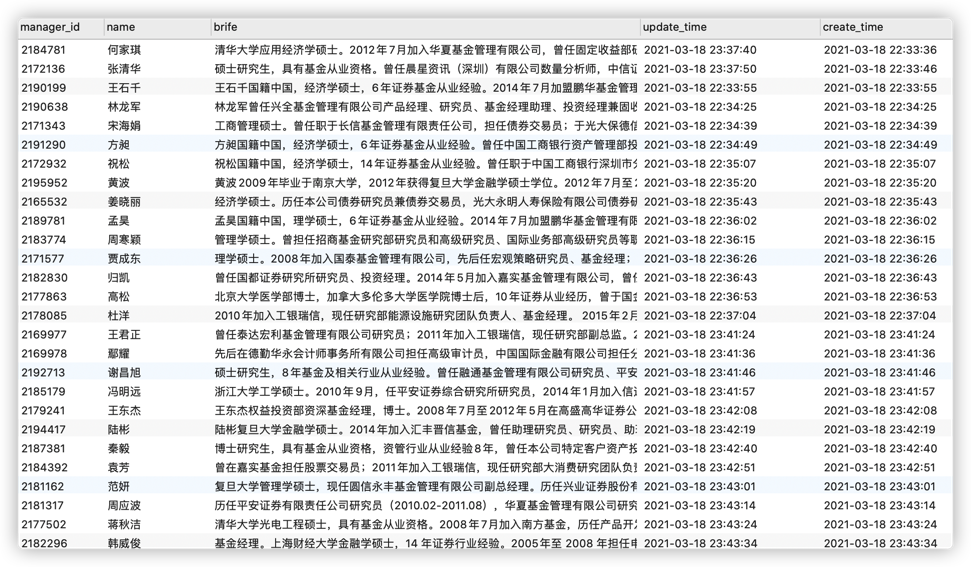 manager_id name brife update_time create_time
2184781 何家琪 清华大学应用经济学硕士。2012年7月加入华夏基金管理有限公司，曾任固定收益部研 2021-03-18 23:37:40 2021-03-18 22:33:36
2172136 张清华 硕士研究生，具有基金从业资格。曾任晨星资讯（深圳）有限公司数量分析师，中信证 2021-03-18 23:37:50 2021-03-18 22:33:46
2190199 王石千 王石千国籍中国，经济学硕士，6年证券基金从业经验。2014年7月加盟鹏华基金管理 2021-03-18 22:33:55 2021-03-18 22:33:55
2190638 林龙军 林龙军曾任兴全基金管理有限公司产品经理、研究员、基金经理助理、投资经理兼固收 2021-03-18 22:34:25 2021-03-18 22:34:25
2171343 宋海娟 工商管理硕士。曾任职于长信基金管理有限责任公司，担任债券交易员；于光大保德信 2021-03-18 22:34:39 2021-03-18 22:34:39
2191290 方昶 方昶国籍中国，经济学硕士，6年证券基金从业经验。曾任中国工商银行资产管理部投 2021-03-18 22:34:49 2021-03-18 22:34:49
2172932 祝松 祝松国籍中国，经济学硕士，14年证券基金从业经验。曾任职于中国工商银行深圳市分 2021-03-18 22:35:07 2021-03-18 22:35:07
2195952 黄波 黄波2009年毕业于南京大学，2012年获得复旦大学金融学硕士学位。2012年7月至2 2021-03-18 22:35:20 2021-03-18 22:35:20
2165532 姜晓丽 经济学硕士。历任本公司债券研究员兼债券交易员，光大永明人寿保险有限公司债券研 2021-03-18 22:35:43 2021-03-18 22:35:43
2189781 孟昊 孟昊国籍中国，理学硕士，6年证券基金从业经验。2014年7月加盟鹏华基金管理有限 2021-03-18 22:36:02 2021-03-18 22:36:02
2183774 周寒颖 管理学硕士。曾担任招商基金研究部研究员和高级研究员、国际业务部高级研究员等职 2021-03-18 22:36:15 2021-03-18 22:36:15
2171577 贾成东 理学硕士。2008年加入国泰基金管理有限公司，先后任宏观策略研究员、基金经理； 2021-03-18 22:36:26 2021-03-18 22:36:26
2182830 归凯 曾任国都证券研究所研究员、投资经理。2014年5月加入嘉实基金管理有限公司，曾任 2021-03-18 22:36:43 2021-03-18 22:36:43
2177863 高松 北京大学医学部博士，加拿大多伦多大学医学院博士后，10年证券从业经历，曾于国金 2021-03-18 22:36:53 2021-03-18 22:36:53
2178085 杜洋 2010年加入工银瑞信，现任研究部能源设施研究团队负责人、基金经理。 2015年2月 2021-03-18 22:37:04 2021-03-18 22:37:04
2169977 王君正 曾任泰达宏利基金管理有限公司研究员；2011年加入工银瑞信，现任研究部副总监。2 2021-03-18 23:41:24 2021-03-18 23:41:24
2169978 鄢耀 先后在德勤华永会计师事务所有限公司担任高级审计员，中国国际金融有限公司担任分 2021-03-18 23:41:36 2021-03-18 23:41:36
2192713 谢昌旭 硕士研究生，8年基金及相关行业从业经验。曾任融通基金管理有限公司研究员、平安 2021-03-18 23:41:46 2021-03-18 23:41:46
2185179 冯明远 浙江大学工学硕士。2010年9月，任平安证券综合研究所研究员，2014年1月加入信达 2021-03-18 23:41:57 2021-03-18 23:41:57
2179241 王东杰 王东杰权益投资部资深基金经理，博士。2008年7月至2012年5月在高盛高华证券公 2021-03-18 23:42:08 2021-03-18 23:42:08
2194417 陆彬 陆彬复旦大学金融学硕士。2014年加入汇丰晋信基金，曾任助理研究员、研究员、助 2021-03-18 23:42:19 2021-03-18 23:42:19
2187381 秦毅 博士研究生，具有基金从业资格，资管行业从业经验8年，曾任本公司特定客户资产投 2021-03-18 23:42:40 2021-03-18 23:42:40
2184392 袁芳 曾在嘉实基金担任股票交易员；2011年加入工银瑞信，现任研究部大消费研究团队负责 2021-03-18 23:42:51 2021-03-18 23:42:51
2181162 范妍 复旦大学管理学硕士，现任圆信永丰基金管理有限公司副总经理。历任兴业证券股份有 2021-03-18 23:43:01 2021-03-18 23:43:01
2181317 周应波 历任平安证券有限责任公司研究员（2010.02-2011.08），华夏基金管理有限公司研究 2021-03-18 23:43:14 2021-03-18 23:43:14
2177502 蒋秋洁 清华大学光电工程硕士，具有基金从业资格。2008年7月加入南方基金，历任产品开发 2021-03-18 23:43:24 2021-03-18 23:43:24
2182296 韩威俊 基金经理。上海财经大学金融学硕士，14 年证券行业经验。2005年至 2008 年担任申 2021-03-18 23:43:34 2021-03-18 23:43:34